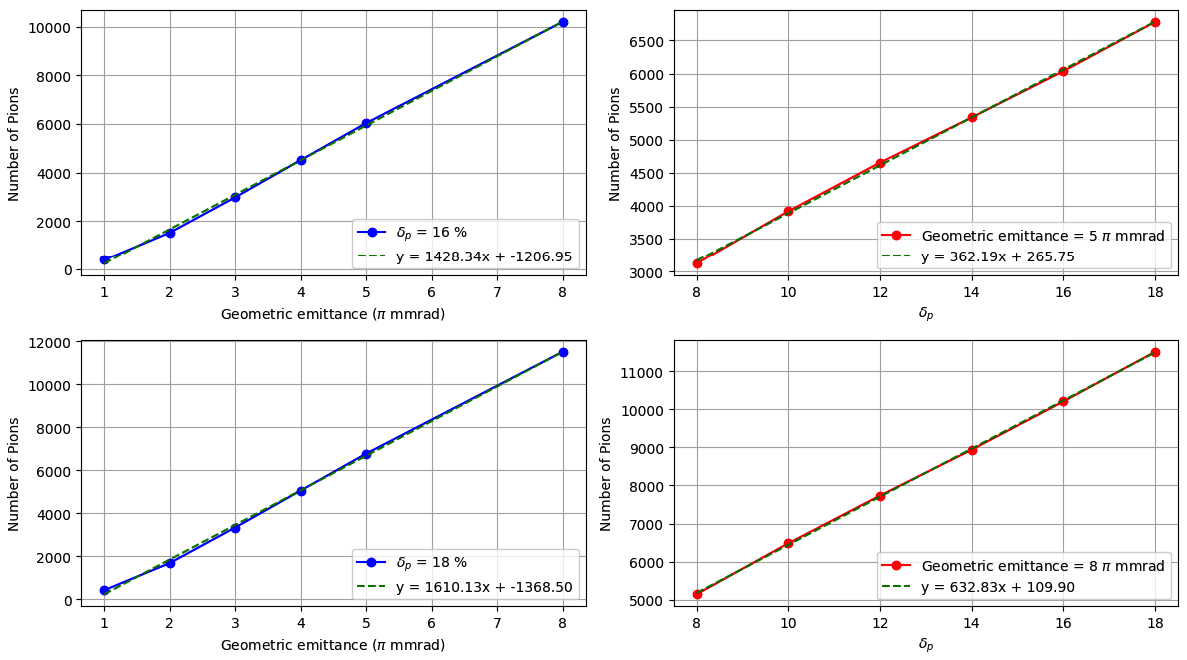 10000
8000
6000
4000
2000
0
Number of Pions
δp = 16 %
y = 1428.34x + -1206.95
1 2 3 4 5 6 7 8
Geometric emittance (π mmrad)
6500
6000
5500
5000
4500
4000
3500
3000
Number of Pions
Geometric emittance = 5 π mmrad
y = 362.19x + 265.75
8 10 12 14 16 18
δp
12000
10000
8000
6000
4000
2000
0
Number of Pions
δp = 18 %
y = 1610.13x + -1368.50
1 2 3 4 5 6 7 8
Geometric emittance (π mmrad)
11000
10000
9000
8000
7000
6000
5000
Number of Pions
Geometric emittance = 8 π mmrad
y = 632.83x + 109.90
8 10 12 14 16 18
δp